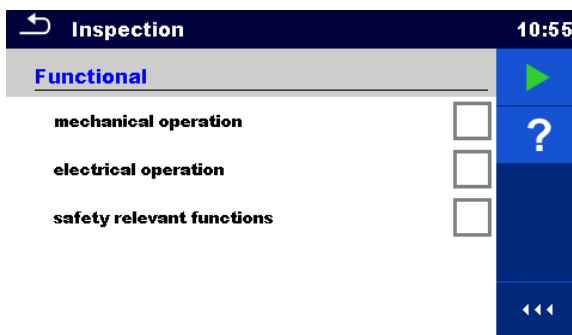 Inspection 10:55
Functional
mechanical operation
?
electrical operation
safety relevant functions